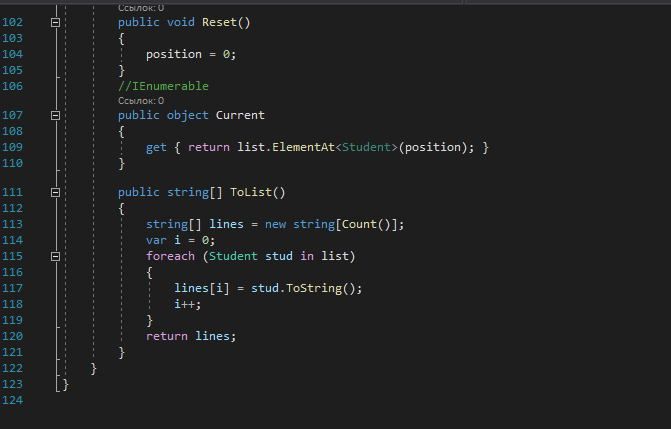 Ссылок: 0
102 public void Reset()
103 {
104 position = 0;
105 }
106 //IEnumerable
Ссылок: 0
107 public object Current
108 {
109 get { return list.ElementAt<Student>(position); }
110 }
111 public string[] ToList()
112 {
113 string[] lines = new string[Count()];
114 var i = 0;
115 foreach (Student stud in list)
116 {
117 lines[i] = stud.ToString();
118 i++;
119 }
120 return lines;
121 }
122 }
123 }
124